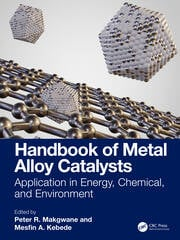 Handbook of Metal
Alloy Catalysts
Application in Energy, Chemical,
and Environment
Edited by
Peter R. Makgwane
Mesfin A. Kebede
CRC Press